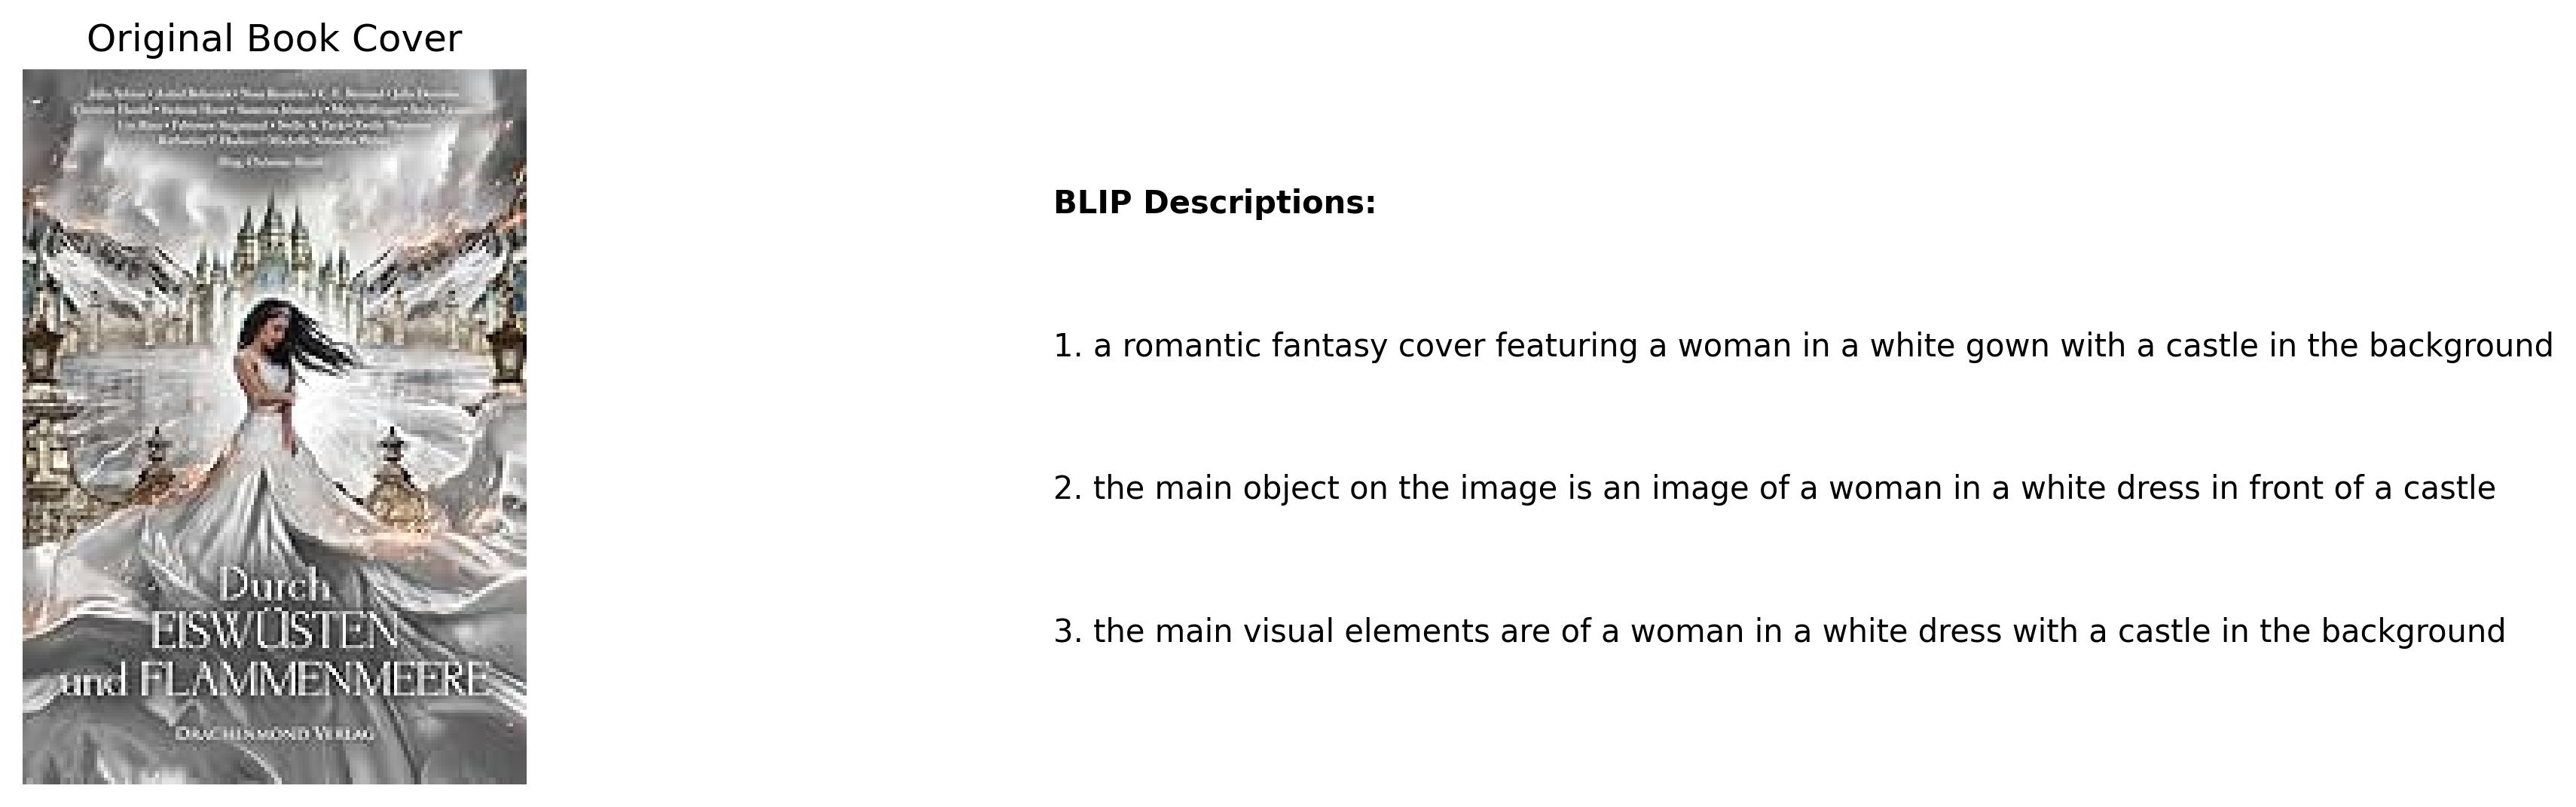 Original Book Cover
Durch
EISWÜSTEN
und FLAMMENMEERE
DRACHENMOND VERLAG
BLIP Descriptions:
1. a romantic fantasy cover featuring a woman in a white gown with a castle in the background
2. the main object on the image is an image of a woman in a white dress in front of a castle
3. the main visual elements are of a woman in a white dress with a castle in the background